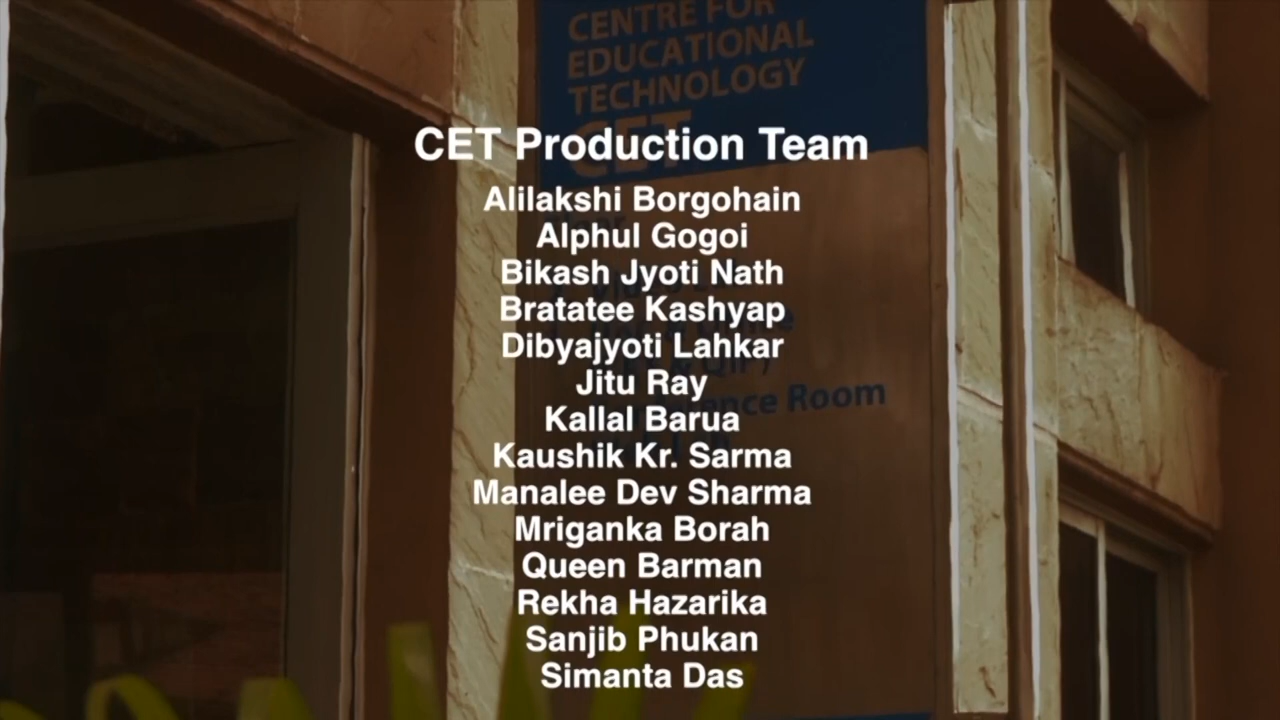 CENTRE FOR
EDUCATIONAL
TECHNOLOGY
CET
CET Production Team
Alilakshi Borgohain
Alphul Gogoi
Bikash Jyoti Nath
Bratatee Kashyap
Dibyajyoti Lahkar
Jitu Ray
Kallal Barua
Kaushik Kr. Sarma
Room
Manalee Dev Sharma
Mriganka Borah
Queen Barman
Rekha Hazarika
Sanjib Phukan
Simanta Das